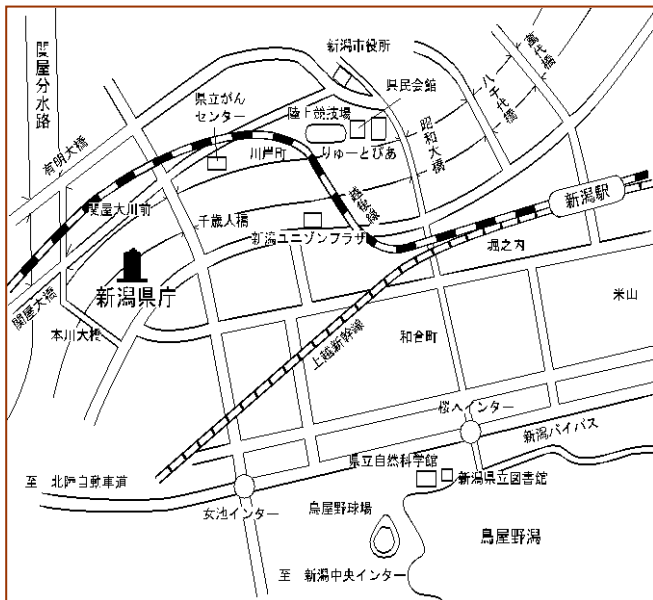 新潟市役所
関屋分水路
萬代橋
県民会館
八千代橋
県立がん
センター
陸上競技場
昭和大橋
りゅーとぴあ
川岸町
有明大橋
越後線
新潟駅
関屋大川前
千歳大橋
新潟ユニゾンプラザ
堀之内
新潟県庁
関屋大橋
米山
本川大橋
上越新幹線
和合町
桜木インター
新潟バイパス
県立自然科学館
新潟県立図書館
至 北陸自動車道
女池インター
鳥屋野球場
鳥屋野潟
至 新潟中央インター